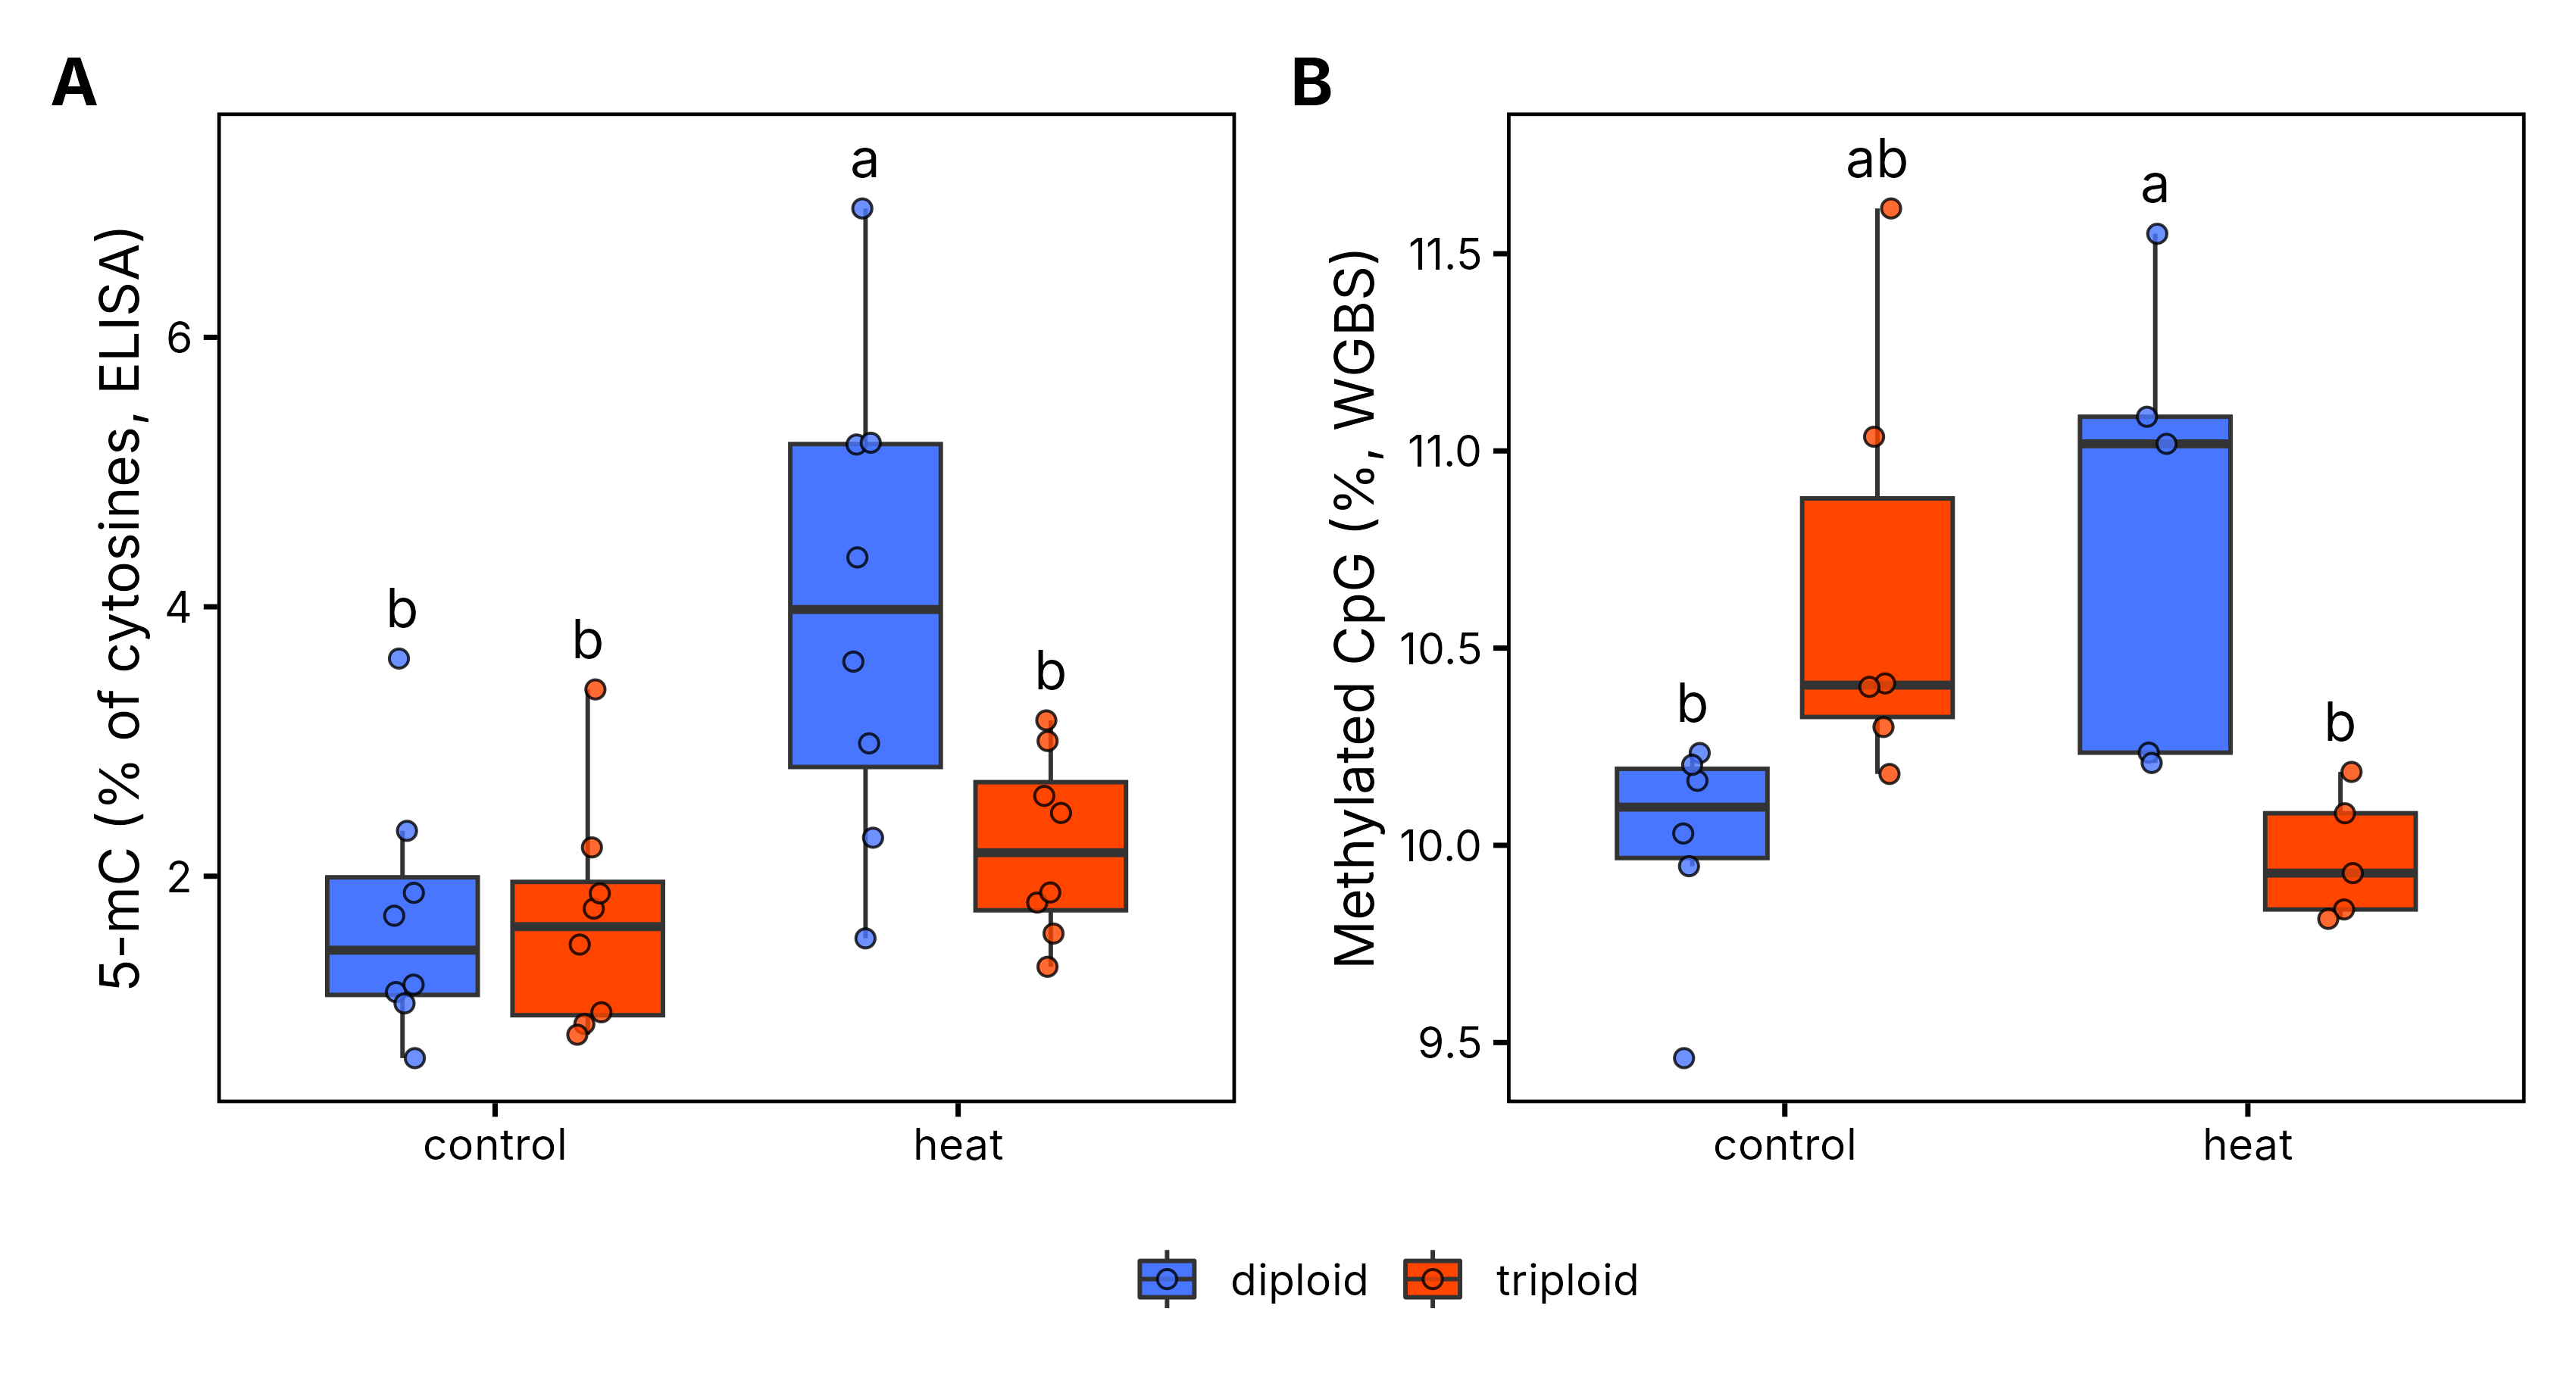 A
B
5-mC (% of cytosines, ELISA)
6
4
2
b
b
a
b
control
heat
Methylated CpG (%, WGBS)
11.5
11.0
10.5
10.0
9.5
b
ab
a
b
control
heat
diploid
triploid